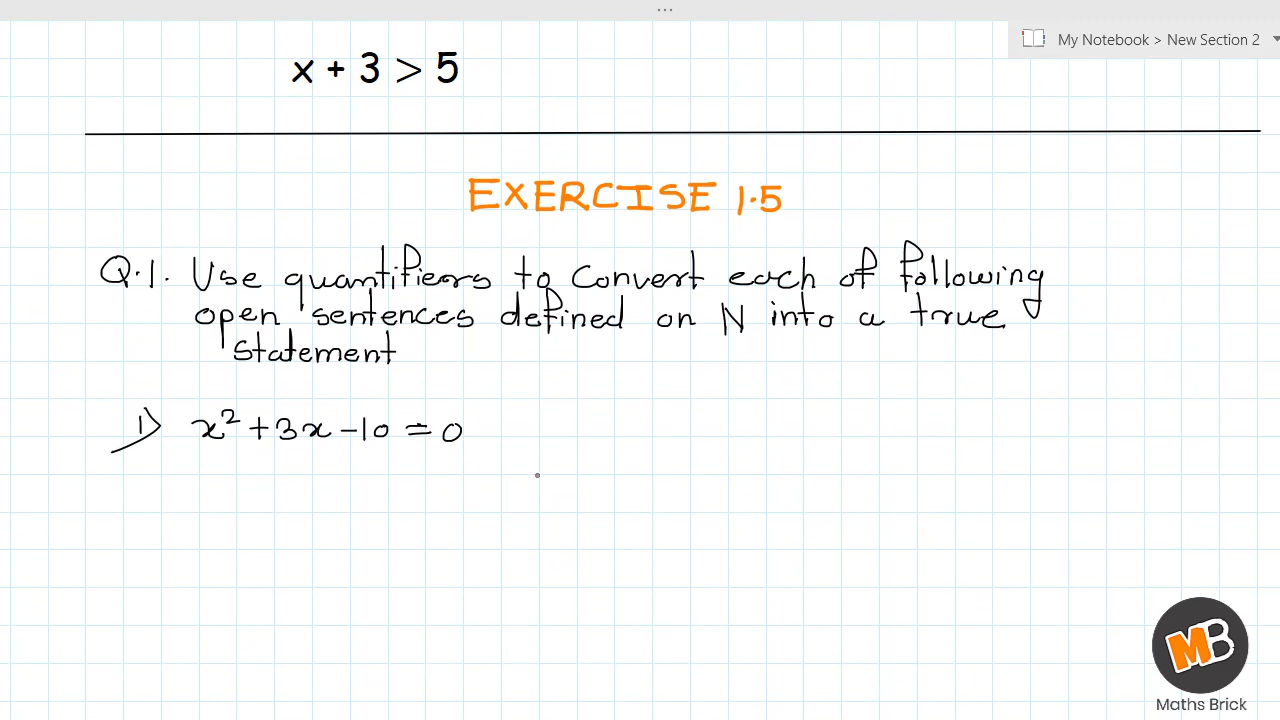 ...
My Notebook > New Section 2
x + 3 > 5
EXERCISE 1.5
Q.1. Use quantifiers to convert each of following
open sentences defined on N into a true
statement
1) x² + 3x - 10 = 0
MB
Maths Brick